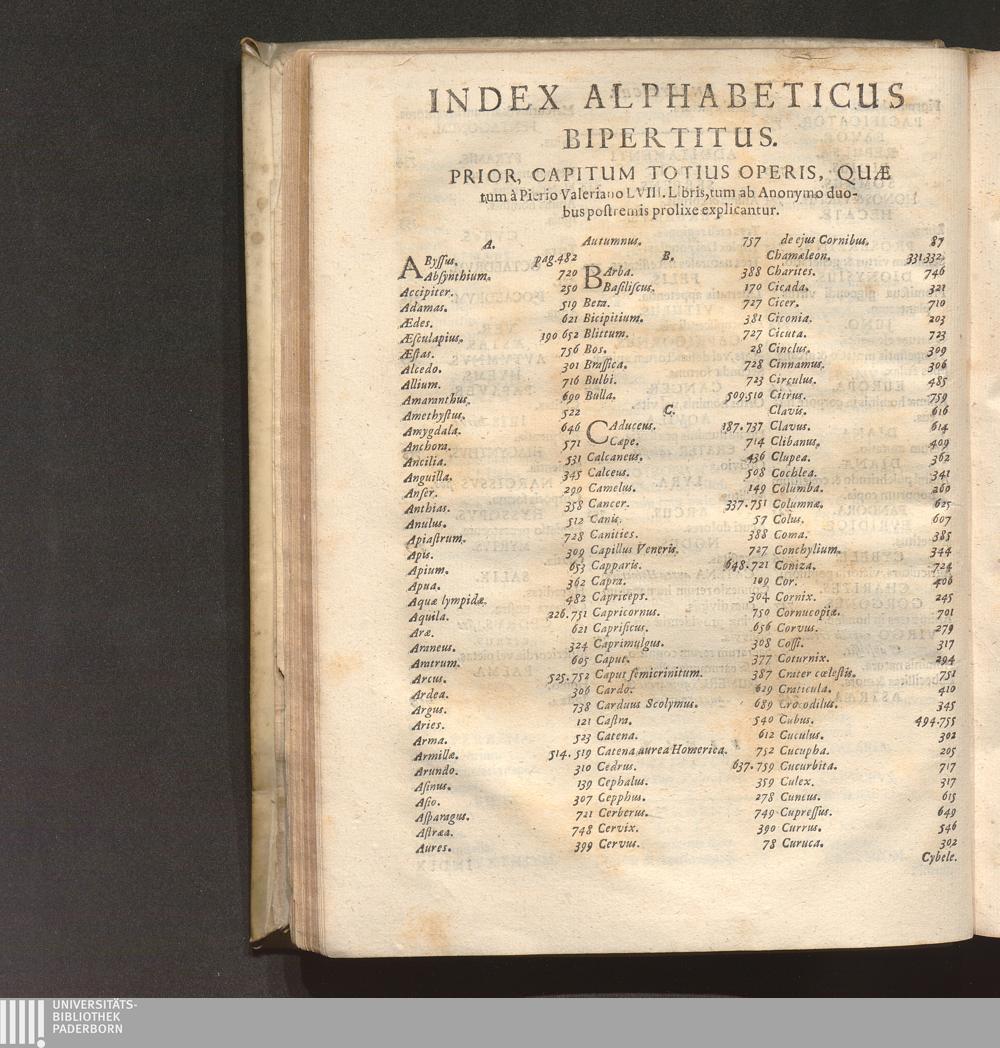 INDEX ALPHABETICUS
BIPERTITUS.
PRIOR, CAPITUM TOTIUS OPERIS, QUÆ
tum à Pierio Valeriano LVIII. Libris, tum ab Anonymo duo-
bus postremis prolixe explicantur.
A.
AByssus. pag. 482
Absynthium. 720
Accipiter. 250
Adamas. 519
Ædes. 621
Æsculapius. 390 652
Æstas. 756
Alcedo. 301
Allium. 716
Amaranthus. 690
Amethystus. 522
Amygdala. 646
Anchora. 571
Ancilia. 531
Anguilla. 345
Anser. 290
Anthias. 358
Anulus. 512
Apiastrum. 728
Apis. 309
Apium. 653
Apua. 362
Aquæ lympidæ. 482
Aquila. 226. 751
Aræ. 621
Araneus. 324
Aratrum. 605
Arcus. 525. 752
Ardea. 306
Argus. 738
Aries. 121
Arma. 523
Armillæ. 514. 519
Arundo. 310
Asinus. 139
Asio. 307
Asparagus. 721
Astræa. 748
Aures. 399
Autumnus. 757
B.
BArba. 388
Basiliscus. 170
Beta. 727
Bicipitium. 381
Blittum. 727
Bos. 28
Brassica. 728
Bulbi. 723
Bulla. 509.510
C.
CAduceus. 187. 737
Cæpe. 714
Calcaneus. 436
Calceus. 508
Camelus. 149
Cancer. 337. 751
Canis. 57
Canities. 388
Capillus Veneris. 727
Capparis. 648. 721
Capra. 109
Capriceps. 304
Capricornus. 750
Caprificus. 656
Caprimulgus. 308
Caput. 377
Caput semicrinitum. 387
Cardo. 629
Carduus Scolymus. 689
Castra. 540
Catena. 612
Catena aurea Homerica. 752
Cedrus. 637. 759
Cephalus. 359
Cepphus. 278
Cerberus. 749
Cervix. 390
Cervus. 78
de ejus Cornibus. 87
Chamæleon. 331 332.
Charites. 746
Cicada. 321
Cicer. 710
Ciconia. 203
Cicuta. 723
Cinclus. 309
Cinnamus. 306
Circulus. 485
Citrus. 759
Clavis. 616
Clavus. 614
Clibanus. 409
Clupea. 362
Cochlea. 341
Columba. 260
Columnæ. 625
Colus. 607
Coma. 385
Conchylium. 344
Coniza. 724
Cor. 406
Cornix. 245
Cornucopiæ. 701
Corvus. 279
Cossi. 317
Coturnix. 294
Crater cœlestis. 751
Craticula. 410
Crocodilus. 345
Cubus. 494. 755
Cuculus. 302
Cucupha. 205
Cucurbita. 717
Culex. 317
Cuneus. 615
Cupressus. 649
Currus. 546
Curuca. 302
Cybele.
UNIVERSITÄTS-
BIBLIOTHEK
PADERBORN